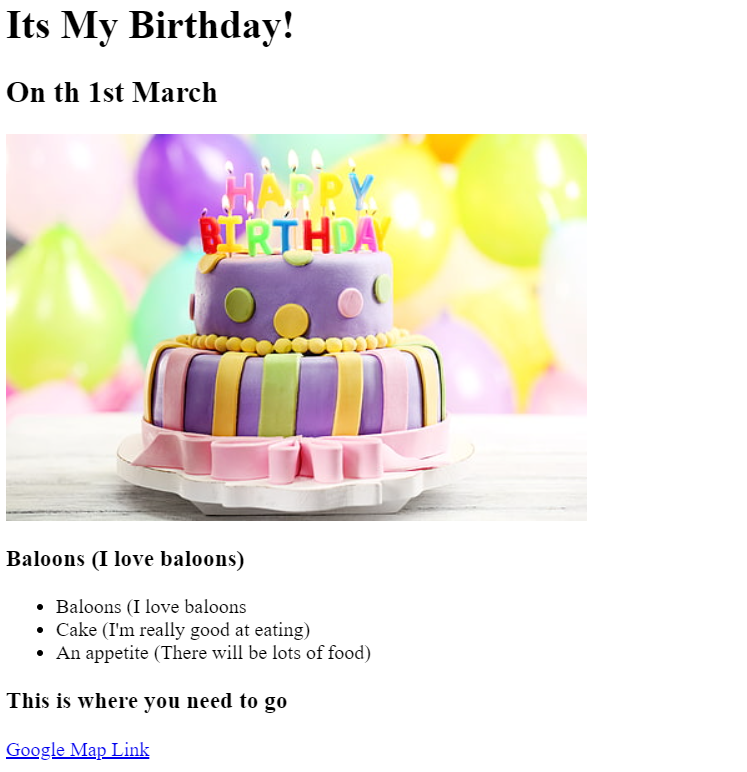 Its My Birthday!
On th 1st March
HAPPY
BIRTHDAY
Baloons (I love baloons)
Baloons (I love baloons
Cake (I'm really good at eating)
An appetite (There will be lots of food)
This is where you need to go
Google Map Link